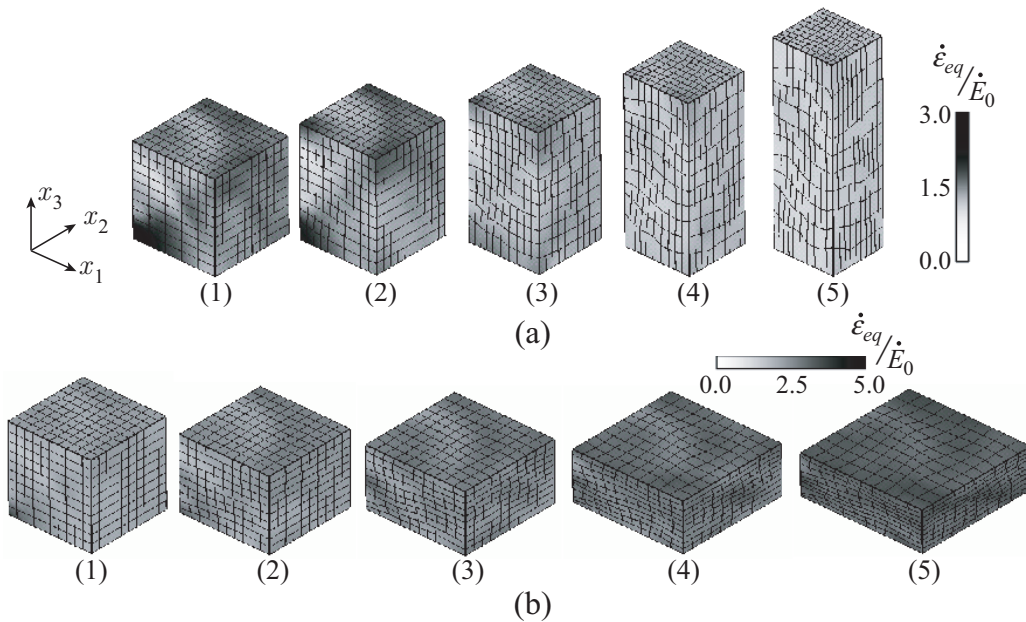 ε̇eq/Ė0
3.0
1.5
0.0
x3
x2
x1
(1)
(2)
(3)
(4)
(5)
(a)
ε̇eq/Ė0
0.0
2.5
5.0
(1)
(2)
(3)
(4)
(5)
(b)